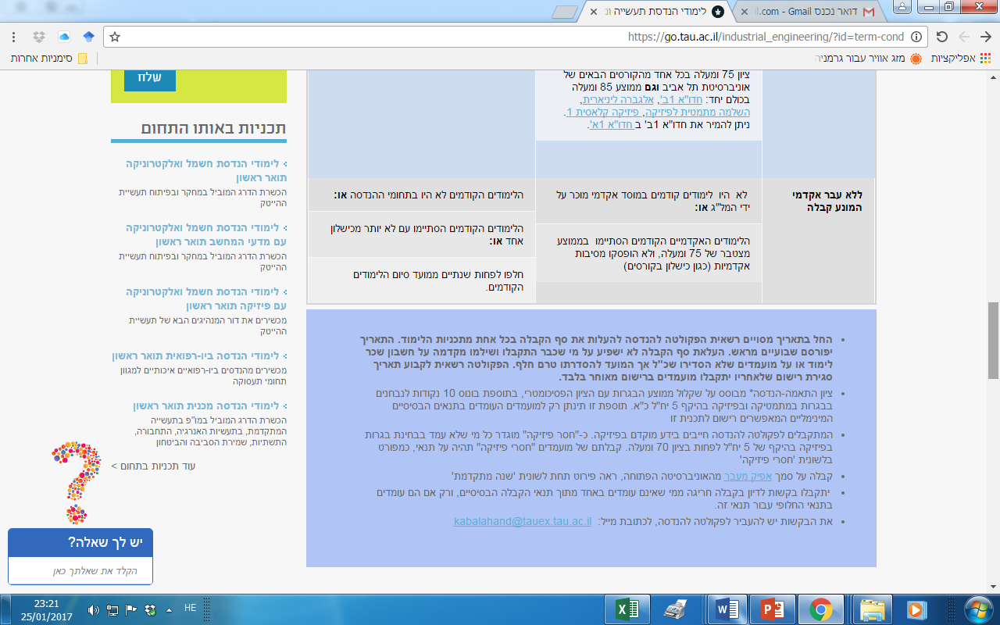 דואר נכנס il.com - Gmail
לימודי הנדסת תעשייה ונ
https://go.tau.ac.il/industrial_engineering/?id=term-cond
אפליקציות
מזג אוויר עבור גרמניה
סימניות אחרות
ציון 75 ומעלה בכל אחד מהקורסים הבאים של
אוניברסיטת תל אביב וגם ממוצע 85 ומעלה
בכולם יחד: חדו"א 1ב', אלגברה ליניארית,
השלמה מתמטית לפיזיקה, פיזיקה קלאסית 1.
ניתן להמיר את חדו"א 1ב' ב חדו"א 1א'.
ללא עבר אקדמי
המונע קבלה
לא היו לימודים קודמים במוסד אקדמי מוכר על
ידי המל"ג או:
הלימודים האקדמיים הקודמים הסתיימו בממוצע
מצטבר של 75 ומעלה, ולא הופסקו מסיבות
אקדמיות (כגון כישלון בקורסים)
הלימודים הקודמים לא היו בתחומי ההנדסה או:
הלימודים הקודמים הסתיימו עם לא יותר מכישלון
אחד או:
חלפו לפחות שנתיים ממועד סיום הלימודים
הקודמים.
• החל בתאריך מסויים רשאית הפקולטה להנדסה להעלות את סף הקבלה בכל אחת מתכניות הלימוד. התאריך
יפורסם שבועיים מראש. העלאת סף הקבלה לא ישפיע על מי שכבר התקבלו ושילמו מקדמה על חשבון שכר
לימוד או על מועמדים שלא הסדירו שכ"ל אך המועד להסדרתו טרם חלף. הפקולטה רשאית לקבוע תאריך
סגירת רישום שלאחריו יתקבלו מועמדים ברישום מאוחר בלבד.
• ציון התאמה-הנדסה* מבוסס על שקלול ממוצע הבגרות עם הציון הפסיכומטרי, בתוספת בונוס 10 נקודות לנבחנים
בבגרות במתמטיקה ובפיזיקה בהיקף 5 יח"ל כ"א. תוספת זו תינתן רק למועמדים העומדים בתנאים הבסיסיים
המינימליים המאפשרים רישום לתכנית זו
• המתקבלים לפקולטה להנדסה חייבים בידע מוקדם בפיזיקה. כ-"חסר פיזיקה" מוגדר כל מי שלא עמד בבחינת בגרות
בפיזיקה בהיקף של 5 יח"ל לפחות בציון 70 ומעלה. קבלתם של מועמדים "חסרי פיזיקה" תהיה על תנאי, כמפורט
בלשונית 'חסרי פיזיקה'
• קבלה על סמך אפיק מעבר מהאוניברסיטה הפתוחה, ראה פירוט תחת לשונית 'שנה מתקדמת'
• יתקבלו בקשות לדיון בקבלה חריגה ממי שאינם עומדים באחד מתוך תנאי הקבלה הבסיסיים, ורק אם הם עומדים
בתנאי החלופי עבור תנאי זה.
• את הבקשות יש להעביר לפקולטה להנדסה, לכתובת מייל: kabalahand@tauex.tau.ac.il
שלח
תכניות באותו התחום
לימודי הנדסת חשמל ואלקטרוניקה
תואר ראשון
הכשרת הדרג המוביל במחקר ובפיתוח תעשיית
ההייטק
לימודי הנדסת חשמל ואלקטרוניקה
עם מדעי המחשב תואר ראשון
הכשרת הדרג המוביל במחקר ובפיתוח תעשיית
ההייטק
לימודי הנדסת חשמל ואלקטרוניקה
עם פיזיקה תואר ראשון
מכשירים את דור המנהיגים הבא של תעשיית
ההייטק
לימודי הנדסה ביו-רפואית תואר ראשון
מכשירים מהנדסים ביו-רפואיים איכותיים למגוון
תחומי תעסוקה
לימודי הנדסה מכנית תואר ראשון
הכשרת הדרג המוביל במו"פ בתעשייה
המתקדמת, בתעשיות האנרגיה, התחבורה,
התשתיות, שמירת הסביבה והביטחון
עוד תכניות בתחום >
?
יש לך שאלה?
הקלד את שאלתך כאן
HE
23:21
25/01/2017